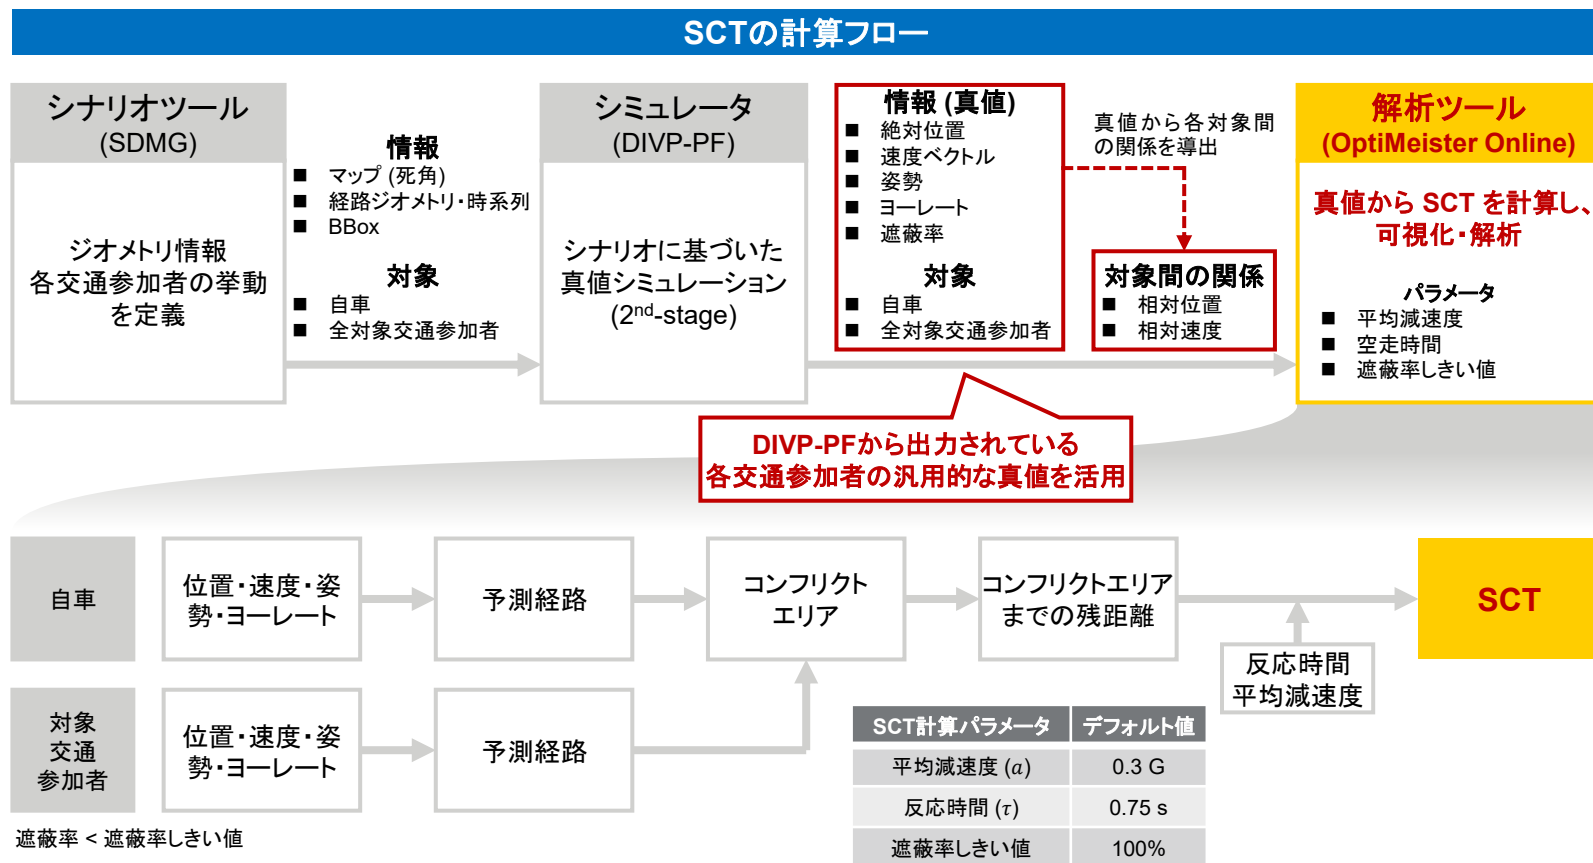 SCTの計算フロー
シナリオツール
(SDMG)
ジオメトリ情報
各交通参加者の挙動
を定義
情報
■ マップ (死角)
■ 経路ジオメトリ・時系列
■ BBox
対象
■ 自車
■ 全対象交通参加者
シミュレータ
(DIVP-PF)
シナリオに基づいた
真値シミュレーション
(2nd-stage)
情報 (真値)
■ 絶対位置
■ 速度ベクトル
■ 姿勢
■ ヨーレート
■ 遮蔽率
対象
■ 自車
■ 全対象交通参加者
真値から各対象間
の関係を導出
対象間の関係
■ 相対位置
■ 相対速度
解析ツール
(OptiMeister Online)
真値から SCT を計算し、
可視化・解析
パラメータ
■ 平均減速度
■ 空走時間
■ 遮蔽率しきい値
DIVP-PFから出力されている
各交通参加者の汎用的な真値を活用
自車
位置・速度・姿
勢・ヨーレート
予測経路
コンフリクト
エリア
コンフリクトエリア
までの残距離
SCT
反応時間
平均減速度
対象
交通
参加者
位置・速度・姿
勢・ヨーレート
予測経路
遮蔽率 < 遮蔽率しきい値
SCT計算パラメータ デフォルト値
平均減速度 (a) 0.3 G
反応時間 (τ) 0.75 s
遮蔽率しきい値 100%